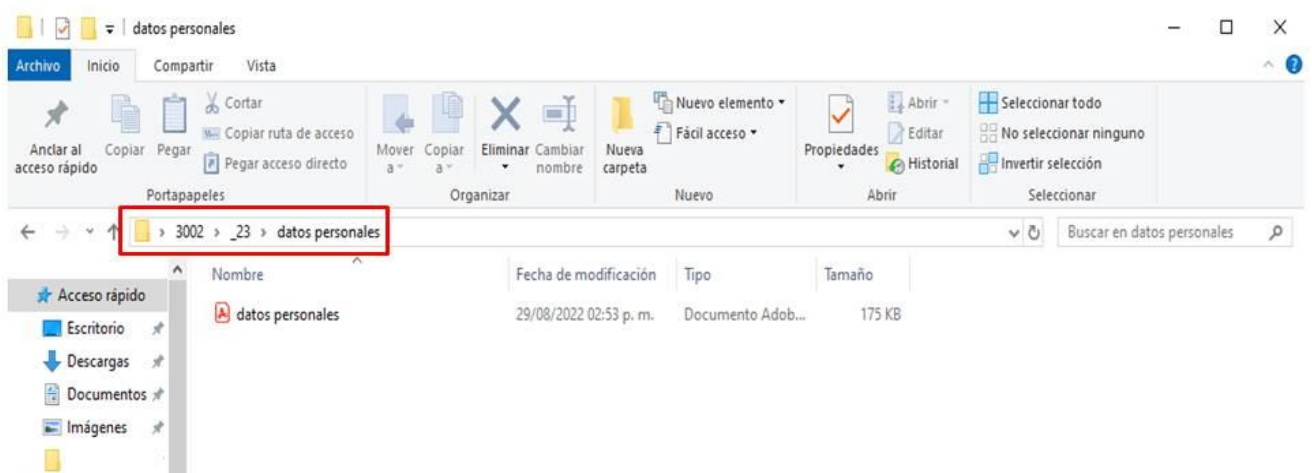 datos personales
Archivo Inicio Compartir Vista
Anclar al acceso rápido
Copiar
Pegar
Cortar
Copiar ruta de acceso
Pegar acceso directo
Portapapeles
Mover a
Copiar a
Eliminar
Cambiar nombre
Organizar
Nueva carpeta
Nuevo elemento
Fácil acceso
Nuevo
Propiedades
Abrir
Editar
Historial
Abrir
Seleccionar todo
No seleccionar ninguno
Invertir selección
Seleccionar
> 3002 > _23 > datos personales
Buscar en datos personales
Nombre Fecha de modificación Tipo Tamaño
datos personales 29/08/2022 02:53 p. m. Documento Adob... 175 KB
Acceso rápido
Escritorio
Descargas
Documentos
Imágenes